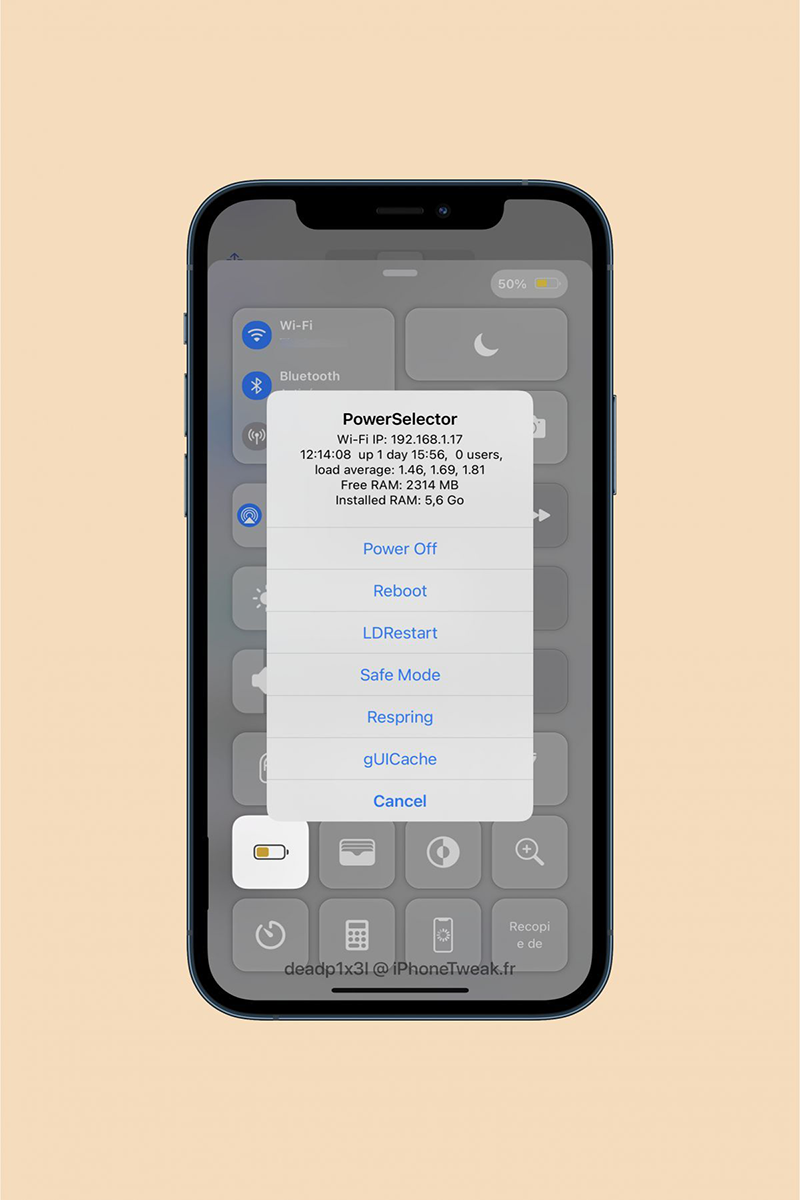 50%
Wi-Fi
Bluetooth
PowerSelector
Wi-Fi IP: 192.168.1.17
12:14:08 up 1 day 15:56, 0 users,
load average: 1.46, 1.69, 1.81
Free RAM: 2314 MB
Installed RAM: 5,6 Go
Power Off
Reboot
LDRestart
Safe Mode
Respring
gUICache
Cancel
Recopi
e de
deadp1x3l @ iPhoneTweak.fr